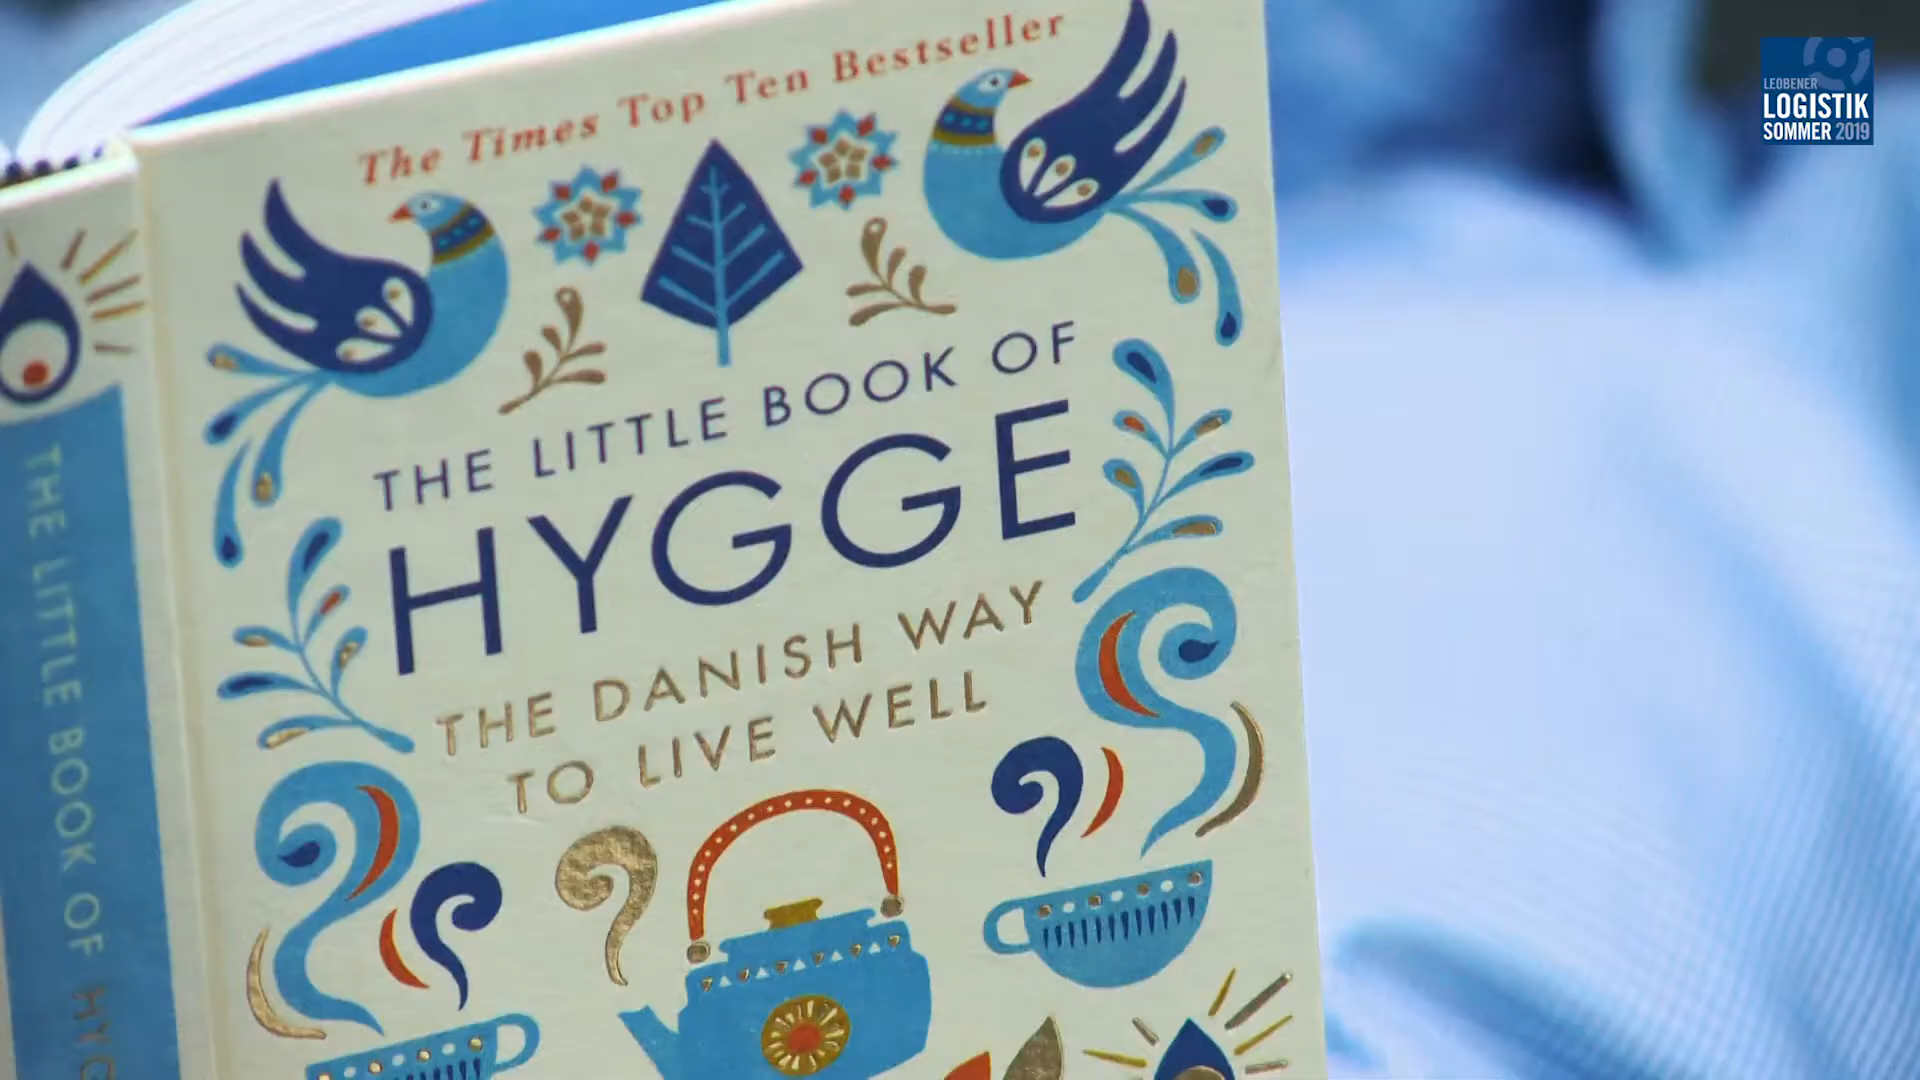 The Times Top Ten Bestseller
THE LITTLE BOOK OF
HYGGE
THE DANISH WAY
TO LIVE WELL
THE LITTLE BOOK OF HYG
LEOBENER
LOGISTIK
SOMMER 2019